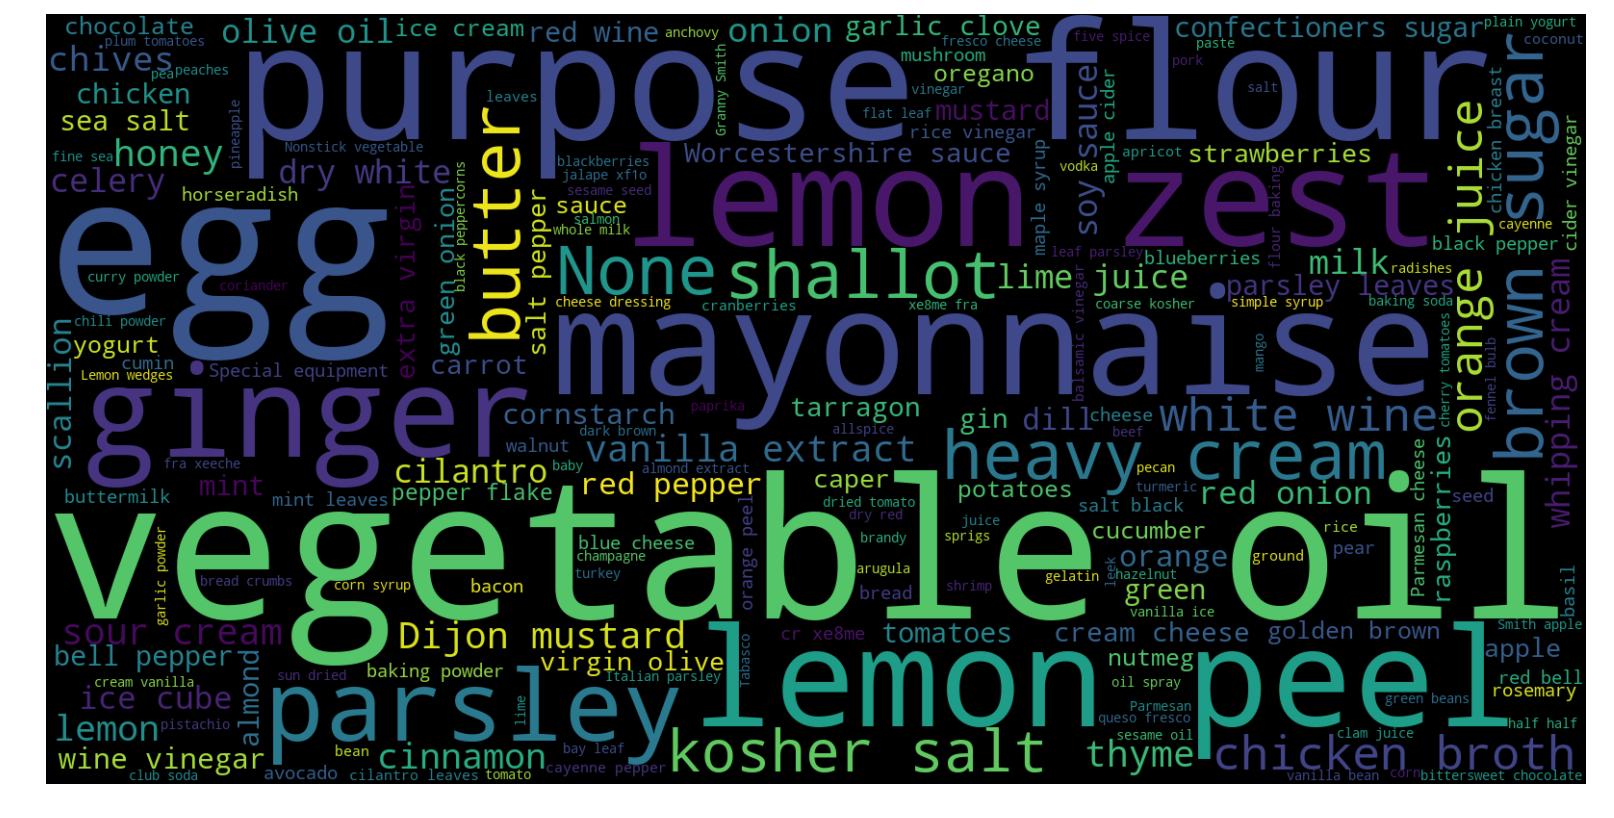 chocolate
olive oil
ice cream
red wine
anchovy
onion
garlic clove
five spice
confectioners sugar
plain yogurt
plum tomatoes
chives
pea
peaches
purpose flour
fresco cheese
mushroom
paste
coconut
chicken
leaves
Granny Smith
vinegar
oregano
pork
salt
sea salt
pineapple
butter
flat leaf
mustard
rice vinegar
soy sauce
apple cider
sugar
chicken breast
cider vinegar
fine sea
honey
Nonstick vegetable
dry white
blackberries
jalape xf1o
sesame seed
Worcestershire sauce
maple syrup
vodka
apricot
strawberries
orange juice
celery
horseradish
extra virgin
green onion
black peppercorns
salt pepper
sauce
salmon
whole milk
lemon zest
flour baking
cayenne
black pepper
egg
curry powder
coriander
None
shallot
lime juice
leaf parsley
blueberries
milk
radishes
parsley leaves
brown
whipping cream
chili powder
cheese dressing
cranberries
xe8me fra
coarse kosher
balsamic vinegar
simple syrup
baking soda
scallion
yogurt
cumin
Lemon wedges
Special equipment
carrot
mayonnaise
mango
cherry tomatoes
fennel bulb
ginger
cornstarch
paprika
tarragon
gin
dill
cheese
white wine
walnut
dark brown
vanilla extract
allspice
beef
heavy cream
fra xeeche
mint
cilantro
baby
almond extract
red pepper
caper
pecan
turmeric
Parmesan cheese
raspberries
buttermilk
mint leaves
pepper flake
dried tomato
potatoes
salt black
red onion
seed
vegetable oil
orange peel
dry red
juice
sprigs
cucumber
rice
garlic powder
blue cheese
champagne
turkey
brandy
arugula
orange
ground
pear
bread crumbs
corn syrup
bacon
bread
shrimp
gelatin
leek
hazelnut
green
vanilla ice
basil
sour cream
Dijon mustard
cr xe8me
tomatoes
cream cheese
golden brown
Smith apple
bell pepper
almond
baking powder
virgin olive
Italian parsley
Tabasco
nutmeg
apple
cream vanilla
sun dried
parsley
lemon peel
oil spray
red bell
rosemary
ice cube
pistachio
lime
Parmesan
queso fresco
green beans
half half
lemon
bean
cinnamon
bay leaf
kosher salt
sesame oil
clam juice
wine vinegar
thyme
chicken broth
club soda
avocado
cilantro leaves
tomato
cayenne pepper
vanilla bean
corn
bittersweet chocolate